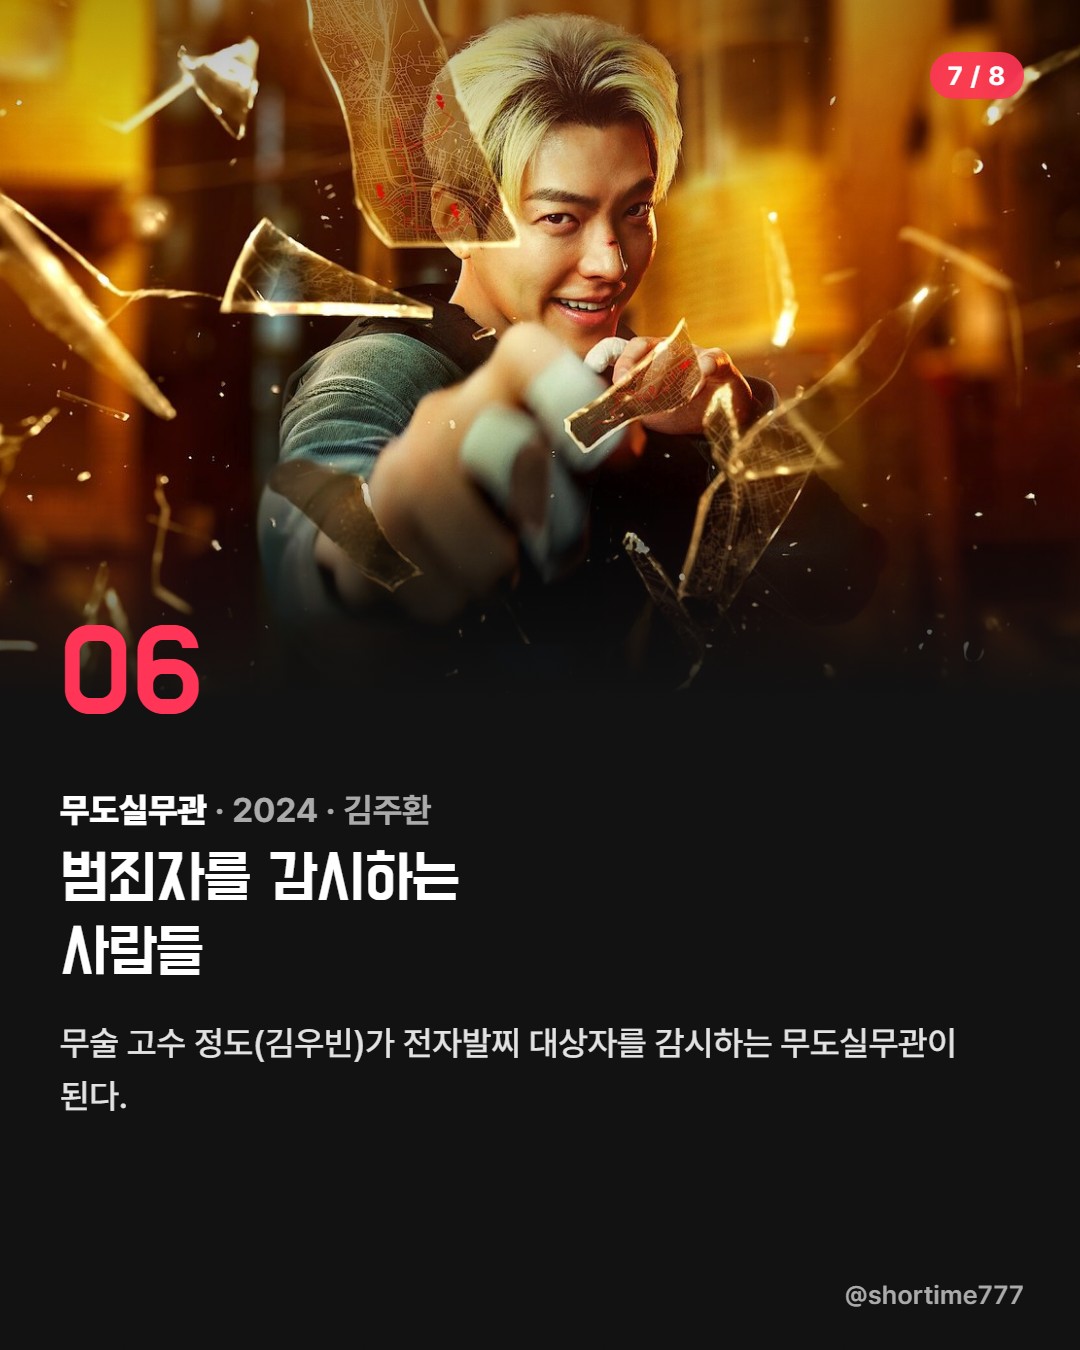 7 / 8
06
무도실무관 · 2024 · 김주환
범죄자를 감시하는
사람들
무술 고수 정도(김우빈)가 전자발찌 대상자를 감시하는 무도실무관이
된다.
@shortime777